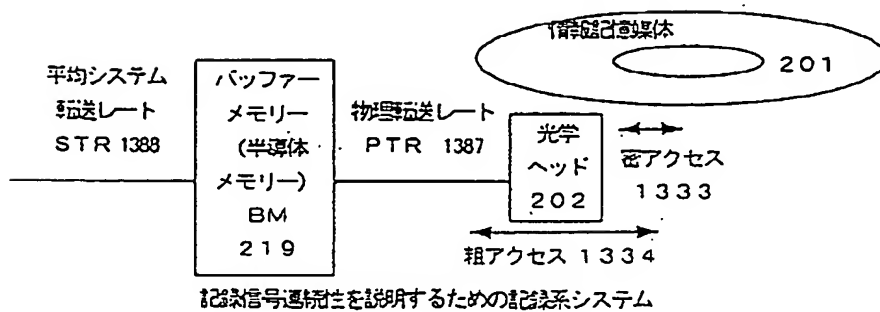 情報記憶媒体
201
平均システム
転送レート
STR 1388
バッファー
メモリー
(半導体
メモリー)
BM
219
物理転送レート
PTR 1387
光学
ヘッド
202
密アクセス
1333
粗アクセス 1334
記録信号連続性を説明するための記録系システム